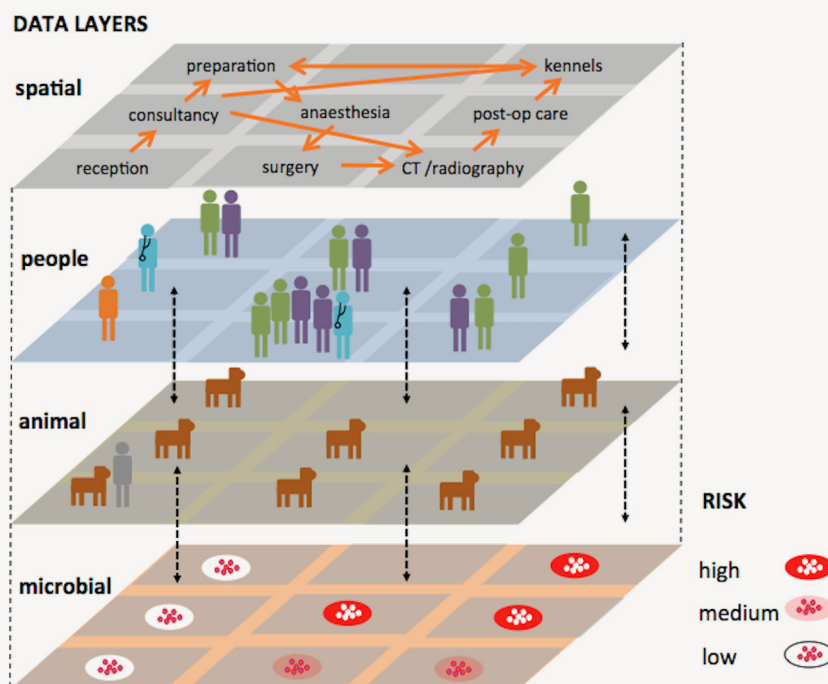 DATA LAYERS
spatial
preparation
kennels
consultancy
anaesthesia
post-op care
reception
surgery
CT /radiography
people
animal
microbial
RISK
high
medium
low